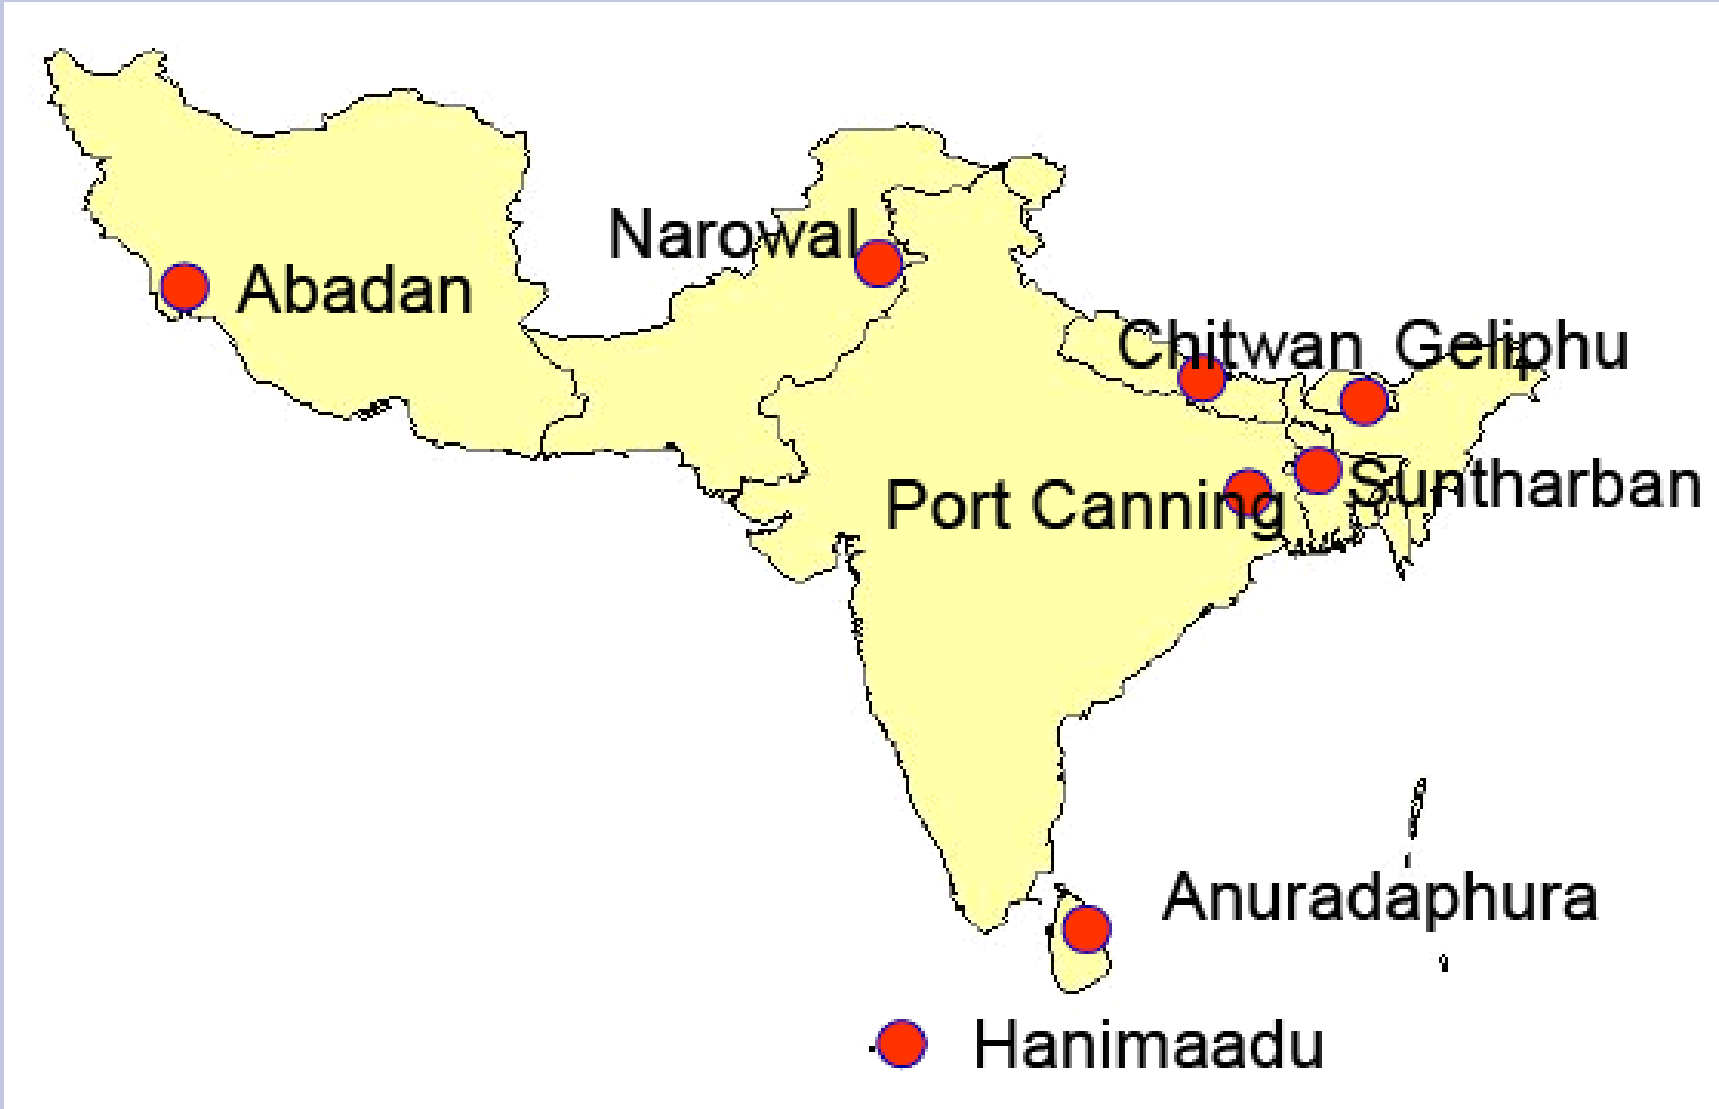 Narowal
Abadan
Chitwan
Geliphu
Suntharban
Port Canning
Anuradaphura
Hanimaadu